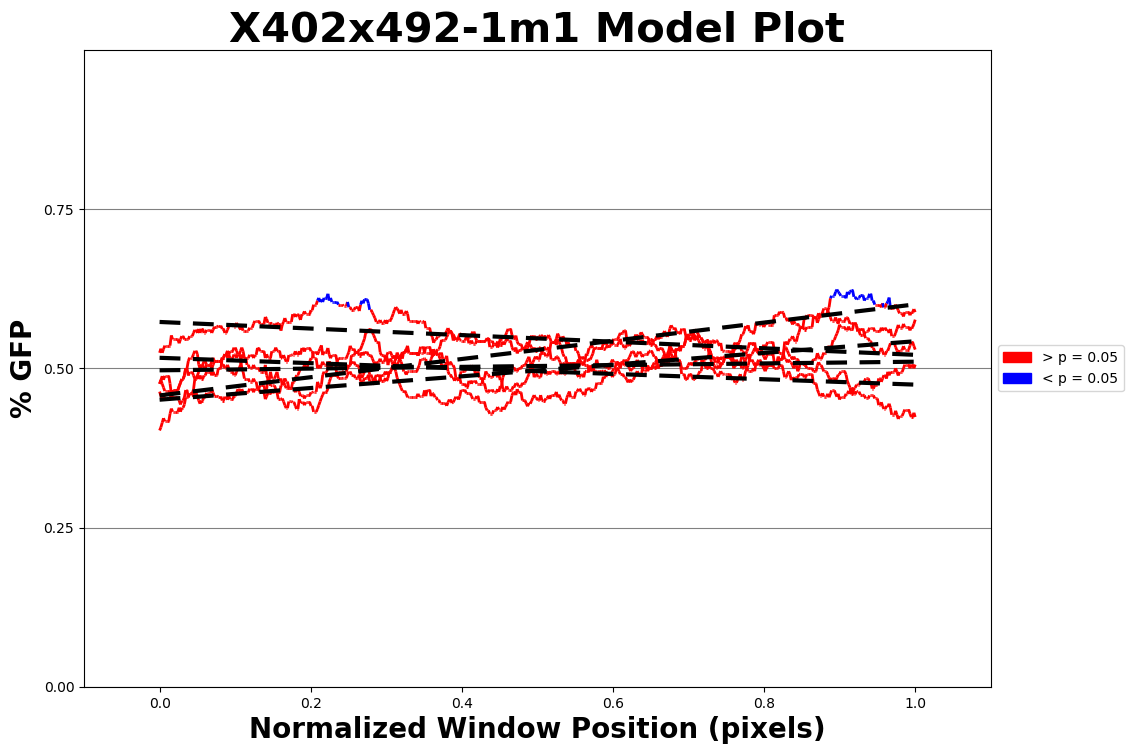 X402x492-1m1 Model Plot
% GFP
0.75
0.50
0.25
0.00
0.0 0.2 0.4 0.6 0.8 1.0
Normalized Window Position (pixels)
> p = 0.05
< p = 0.05